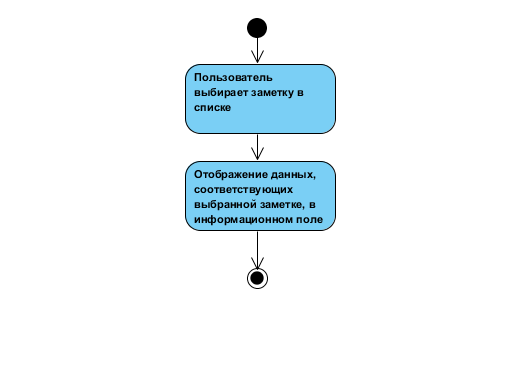 Пользователь
выбирает заметку в
списке
Отображение данных,
соответствующих
выбранной заметке, в
информационном поле